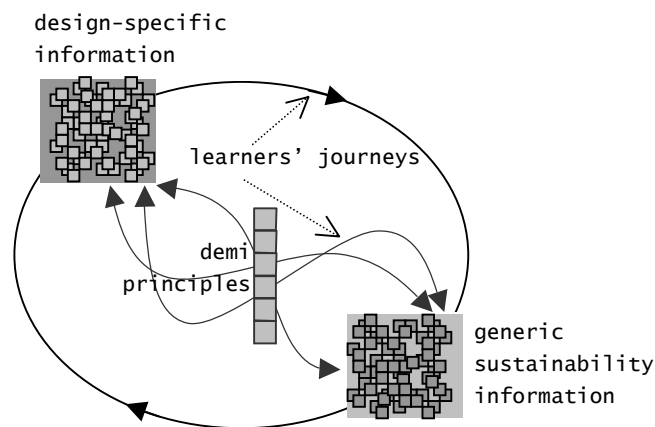 design-specific
information
learners’ journeys
demi
principles
generic
sustainability
information